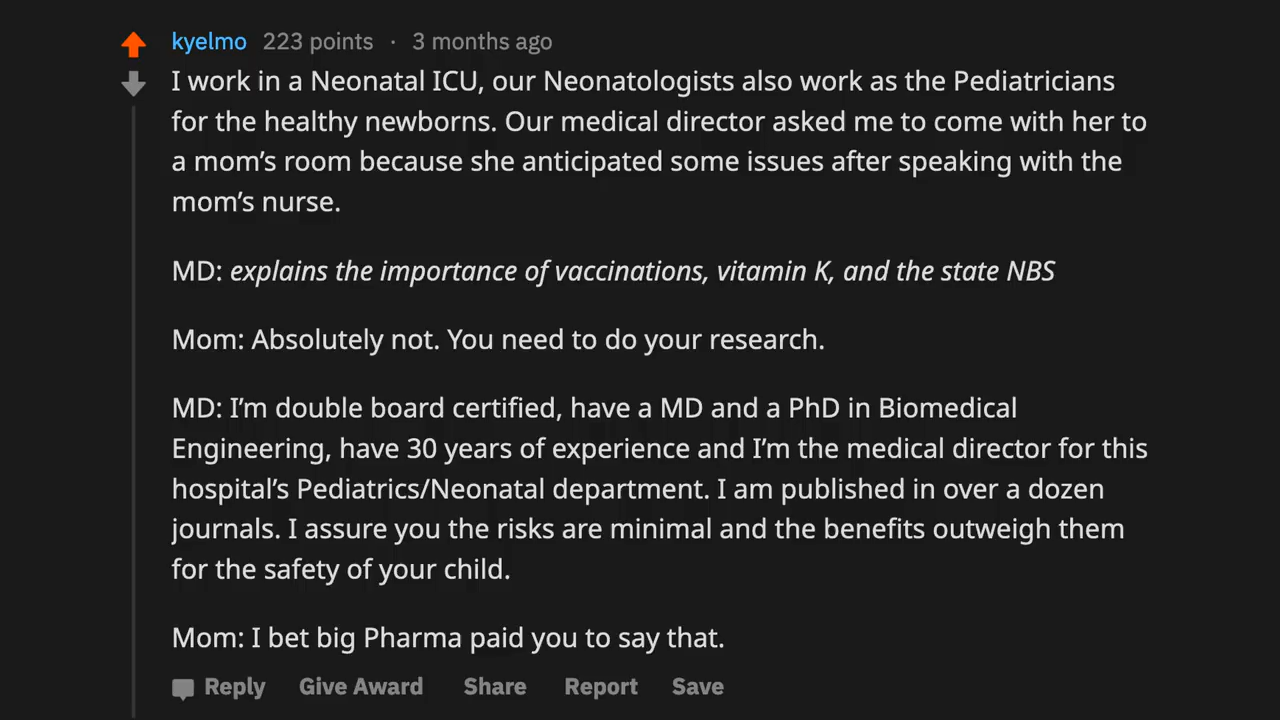 kyelmo 223 points · 3 months ago
I work in a Neonatal ICU, our Neonatologists also work as the Pediatricians
for the healthy newborns. Our medical director asked me to come with her to
a mom’s room because she anticipated some issues after speaking with the
mom’s nurse.
MD: explains the importance of vaccinations, vitamin K, and the state NBS
Mom: Absolutely not. You need to do your research.
MD: I’m double board certified, have a MD and a PhD in Biomedical
Engineering, have 30 years of experience and I’m the medical director for this
hospital’s Pediatrics/Neonatal department. I am published in over a dozen
journals. I assure you the risks are minimal and the benefits outweigh them
for the safety of your child.
Mom: I bet big Pharma paid you to say that.
Reply Give Award Share Report Save